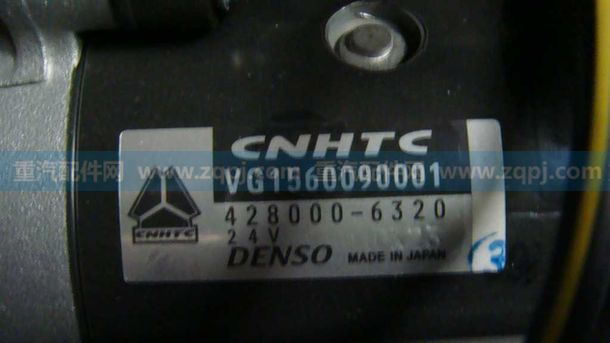 CNHTC
VG1560090001
428000-6320
24V
DENSO MADE IN JAPAN
CNHTC
3
重汽配件网 www.zqpj.com 重汽配件网 www.zqpj.com